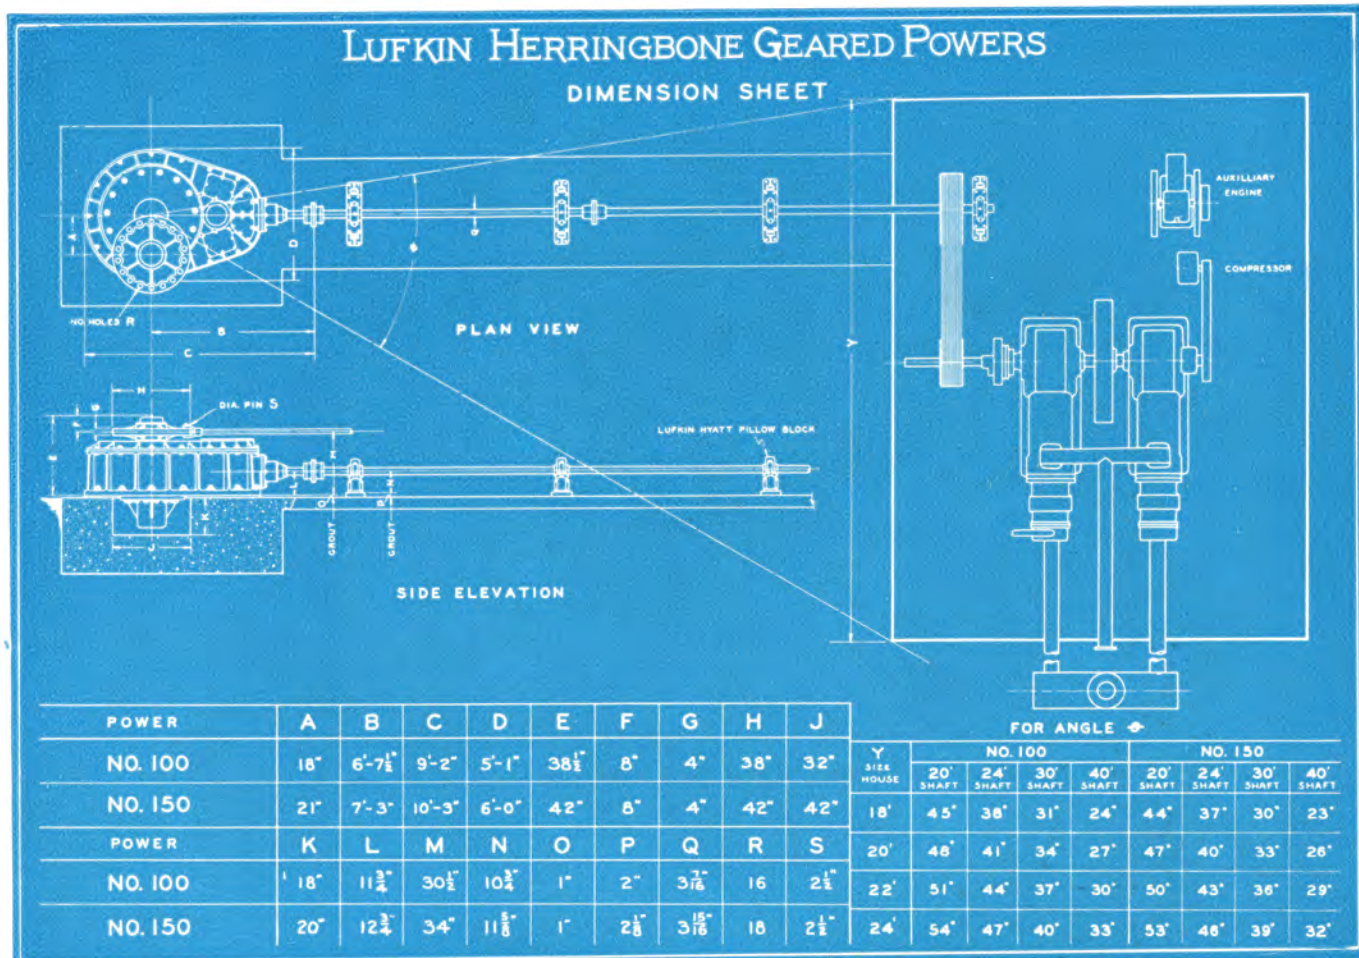 LUFKIN HERRINGBONE GEARED POWERS
DIMENSION SHEET
AUXILLIARY
ENGINE
COMPRESSOR
A
D
Q
θ
NO. HOLES R
B
C
PLAN VIEW
Y
H
DIA. PIN S
G
F
E
M
LUFKIN HYATT PILLOW BLOCK
L
N
O
P
K
J
GROUT
GROUT
SIDE ELEVATION
POWER A B C D E F G H J
NO. 100 18" 6'-7½" 9'-2" 5'-1" 38½" 8" 4" 38" 32"
NO. 150 21" 7'-3" 10'-3" 6'-0" 42" 8" 4" 42" 42"
POWER K L M N O P Q R S
NO. 100 18" 11¾" 30½" 10¾" 1" 2" 3 7/16" 16 2½"
NO. 150 20" 12¾" 34" 11⅝" 1" 2⅛" 3 15/16" 18 2½"
FOR ANGLE θ
Y SIZE HOUSE NO. 100 NO. 150
20' SHAFT 24' SHAFT 30' SHAFT 40' SHAFT 20' SHAFT 24' SHAFT 30' SHAFT 40' SHAFT
18' 45° 38° 31° 24° 44° 37° 30° 23°
20' 48° 41° 34° 27° 47° 40° 33° 26°
22' 51° 44° 37° 30° 50° 43° 36° 29°
24' 54° 47° 40° 33° 53° 46° 39° 32°